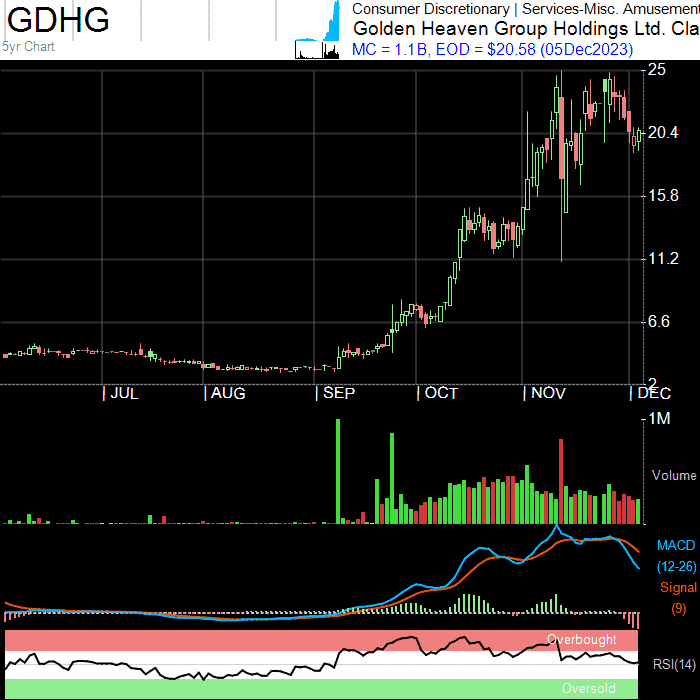 GDHG
5yr Chart
Consumer Discretionary | Services-Misc. Amusement
Golden Heaven Group Holdings Ltd. Cla
MC = 1.1B, EOD = $20.58 (05Dec2023)
25
20.4
15.8
11.2
6.6
2
JUL AUG SEP OCT NOV DEC
1M
Volume
MACD
(12-26)
Signal
(9)
Overbought
RSI(14)
Oversold